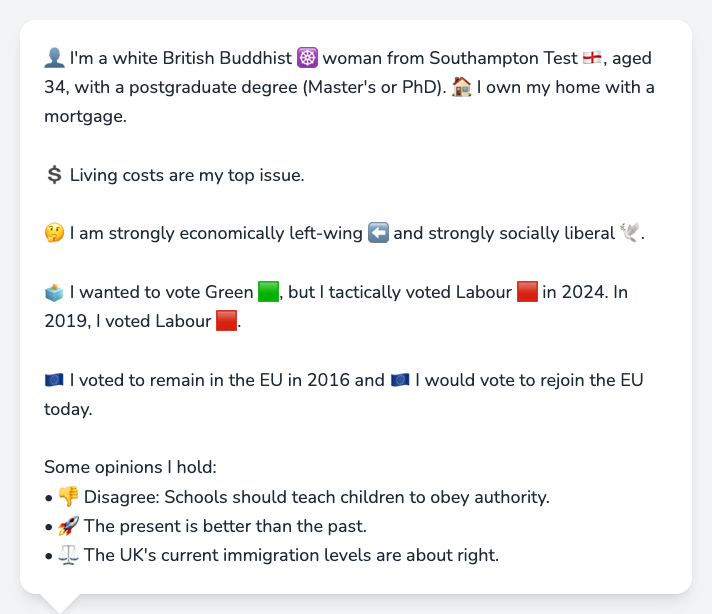 👤 I'm a white British Buddhist ☸️ woman from Southampton Test 🏴󠁧󠁢󠁥󠁮󠁧󠁿, aged
34, with a postgraduate degree (Master's or PhD). 🏠 I own my home with a
mortgage.
💲 Living costs are my top issue.
🤔 I am strongly economically left-wing ⬅️ and strongly socially liberal 🕊️.
🗳️ I wanted to vote Green 🟩, but I tactically voted Labour 🟥 in 2024. In
2019, I voted Labour 🟥.
🇪🇺 I voted to remain in the EU in 2016 and 🇪🇺 I would vote to rejoin the EU
today.
Some opinions I hold:
• 👎 Disagree: Schools should teach children to obey authority.
• 🚀 The present is better than the past.
• ⚖️ The UK's current immigration levels are about right.